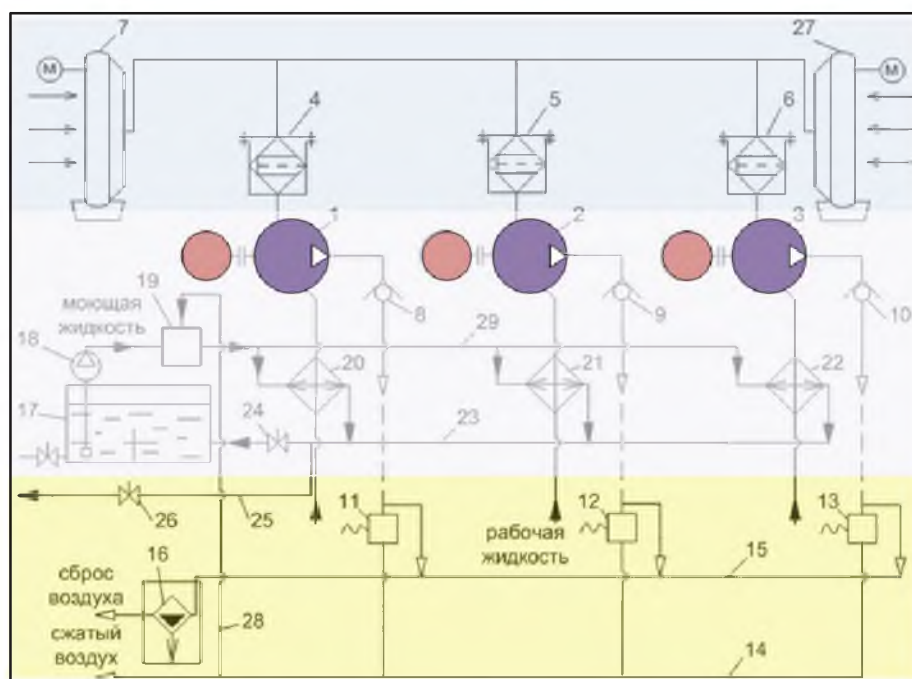 7
27
M
M
4
5
6
1
2
3
19
моющая
жидкость
18
8
9
10
29
20
21
22
17
24
23
11
12
13
26
25
рабочая
жидкость
16
15
сброс
воздуха
28
сжатый
воздух
14